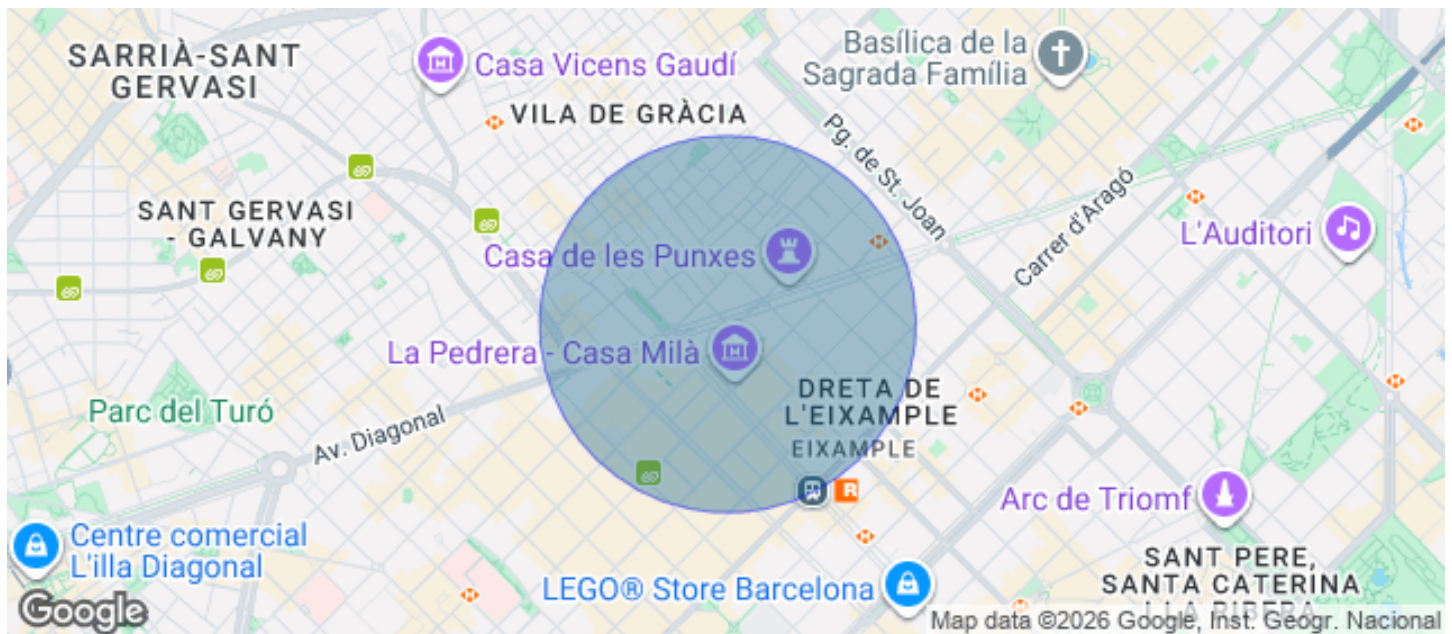 SARRIÀ-SANT
GERVASI
Casa Vicens Gaudí
Basílica de la
Sagrada Família
VILA DE GRÀCIA
Pg. de St. Joan
Carrer d'Aragó
SANT GERVASI
- GALVANY
L'Auditori
Casa de les Punxes
La Pedrera - Casa Milà
DRETA DE
L'EIXAMPLE
EIXAMPLE
Parc del Turó
Av. Diagonal
R
Arc de Triomf
Centre comercial
L'illa Diagonal
SANT PERE,
SANTA CATERINA
I LA RIBERA
LEGO® Store Barcelona
Google
Map data ©2026 Google, Inst. Geogr. Nacional